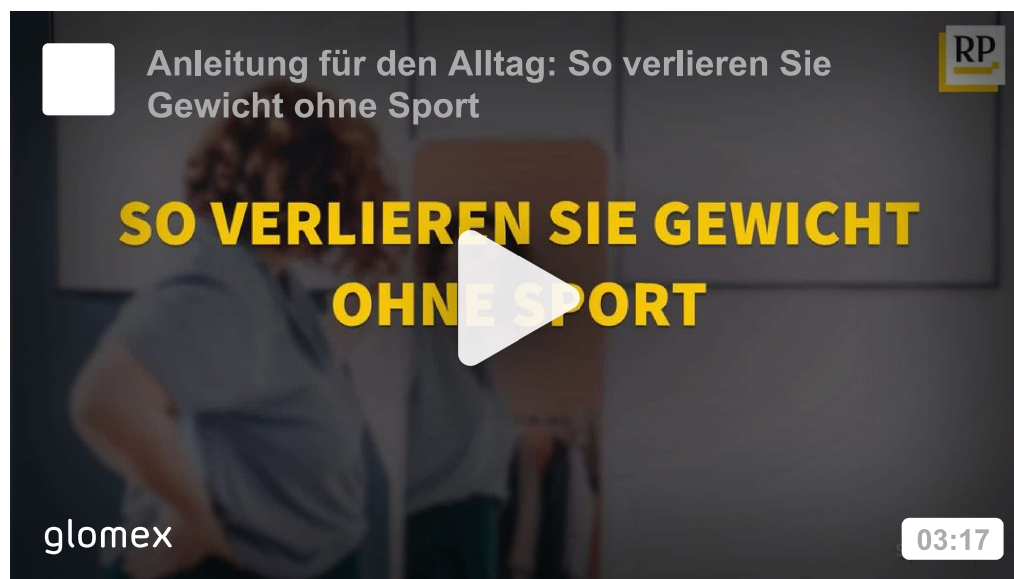 Anleitung für den Alltag: So verlieren Sie
Gewicht ohne Sport
RP
SO VERLIEREN SIE GEWICHT
OHNE SPORT
glomex
03:17